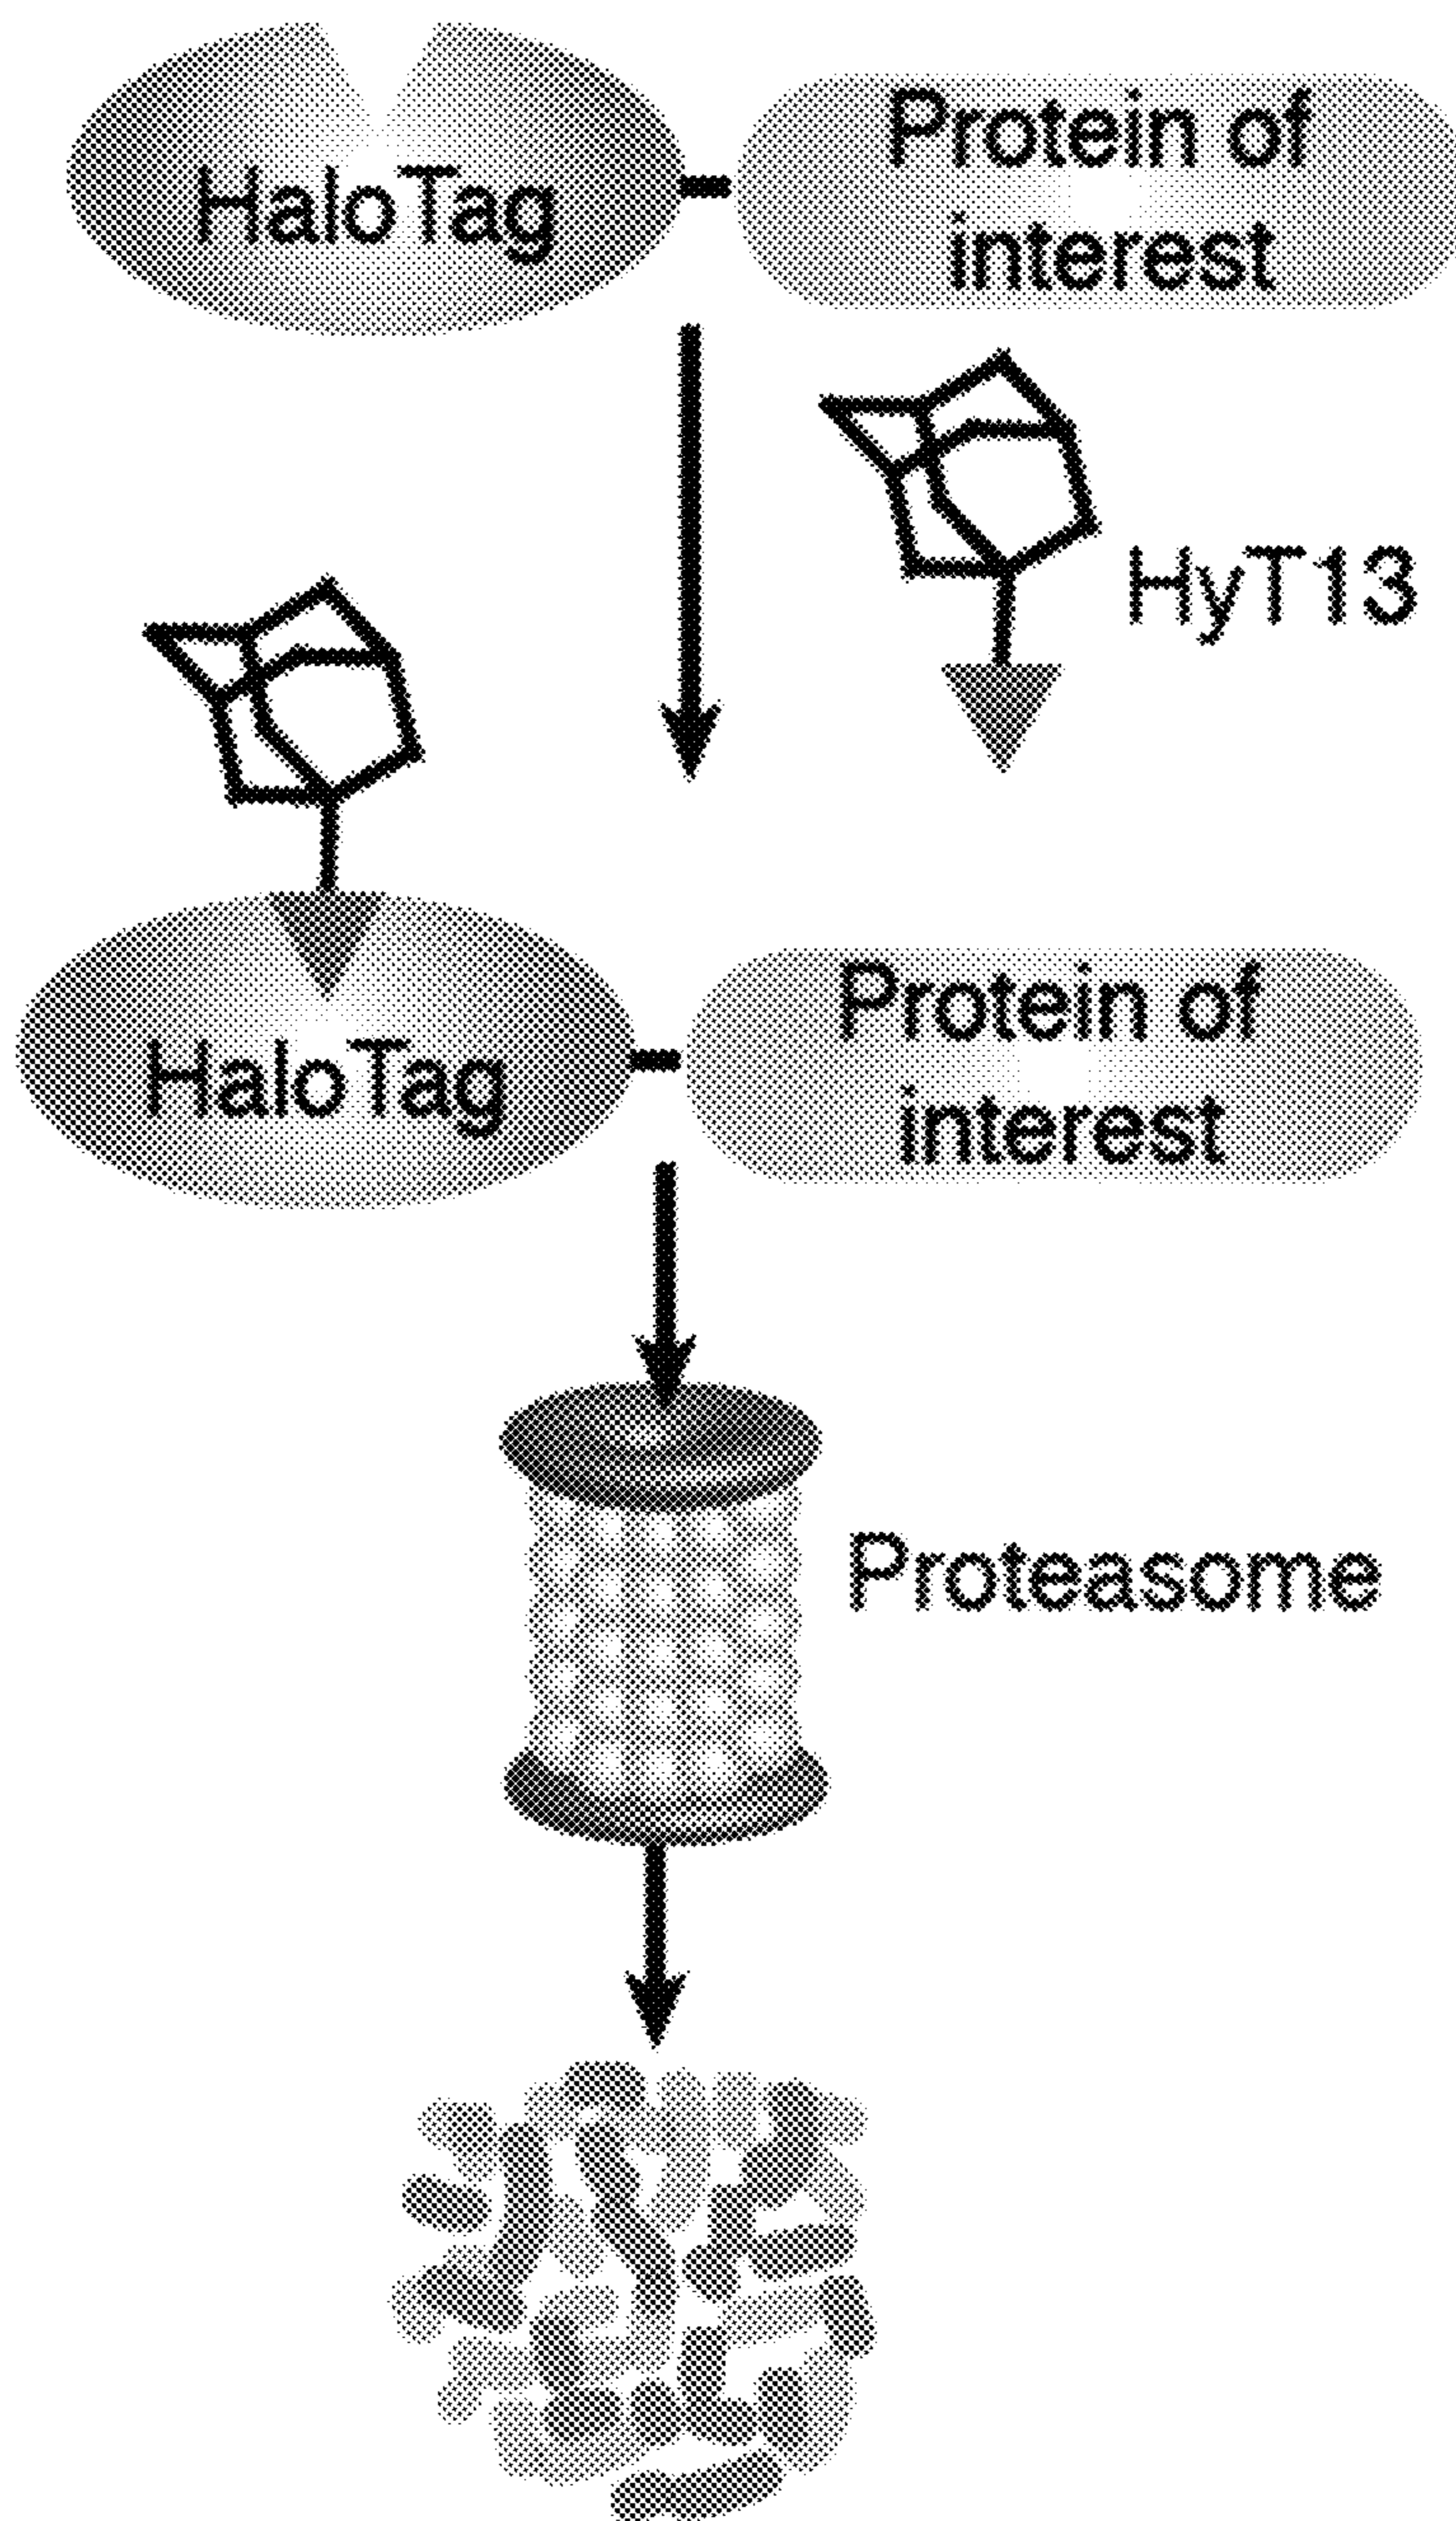 HaloTag
Protein of
interest
HyT13
HaloTag
Protein of
interest
Proteasome